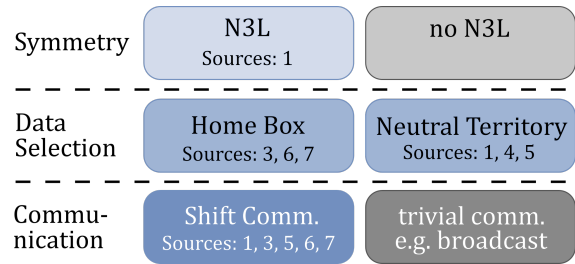 Symmetry
N3L
Sources: 1
no N3L
Data
Selection
Home Box
Sources: 3, 6, 7
Neutral Territory
Sources: 1, 4, 5
Commu-
nication
Shift Comm.
Sources: 1, 3, 5, 6, 7
trivial comm.
e.g. broadcast